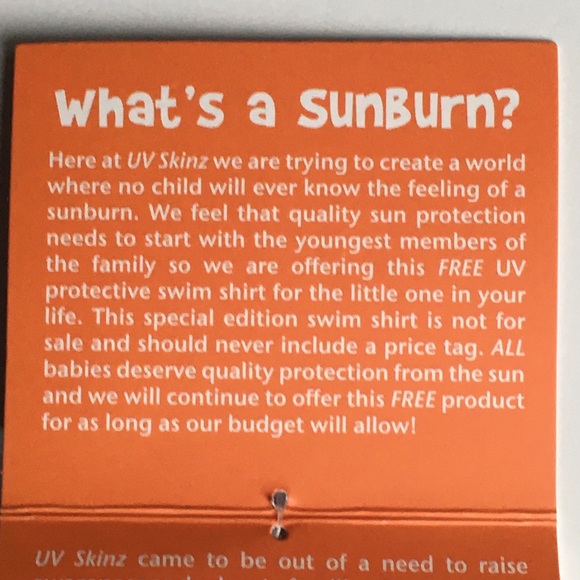 What's a SunBurn?
Here at UV Skinz we are trying to create a world
where no child will ever know the feeling of a
sunburn. We feel that quality sun protection
needs to start with the youngest members of
the family so we are offering this FREE UV
protective swim shirt for the little one in your
life. This special edition swim shirt is not for
sale and should never include a price tag. ALL
babies deserve quality protection from the sun
and we will continue to offer this FREE product
for as long as our budget will allow!
UV Skinz came to be out of a need to raise